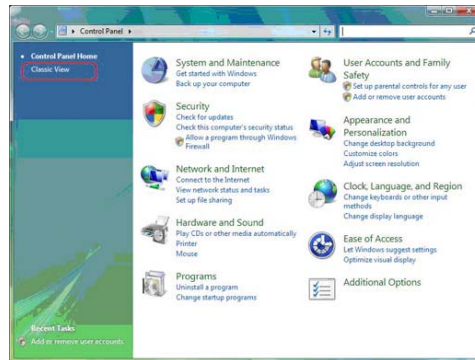 Control Panel
Control Panel Home
Classic View
System and Maintenance
Get started with Windows
Back up your computer
Security
Check for updates
Check this computer's security status
Allow a program through Windows
Firewall
Network and Internet
Connect to the Internet
View network status and tasks
Set up file sharing
Hardware and Sound
Play CDs or other media automatically
Printer
Mouse
Programs
Uninstall a program
Change startup programs
User Accounts and Family
Safety
Set up parental controls for any user
Add or remove user accounts
Appearance and
Personalization
Change desktop background
Customize colors
Adjust screen resolution
Clock, Language, and Region
Change keyboards or other input
methods
Change display language
Ease of Access
Let Windows suggest settings
Optimize visual display
Additional Options
Recent Tasks
Add or remove user accounts